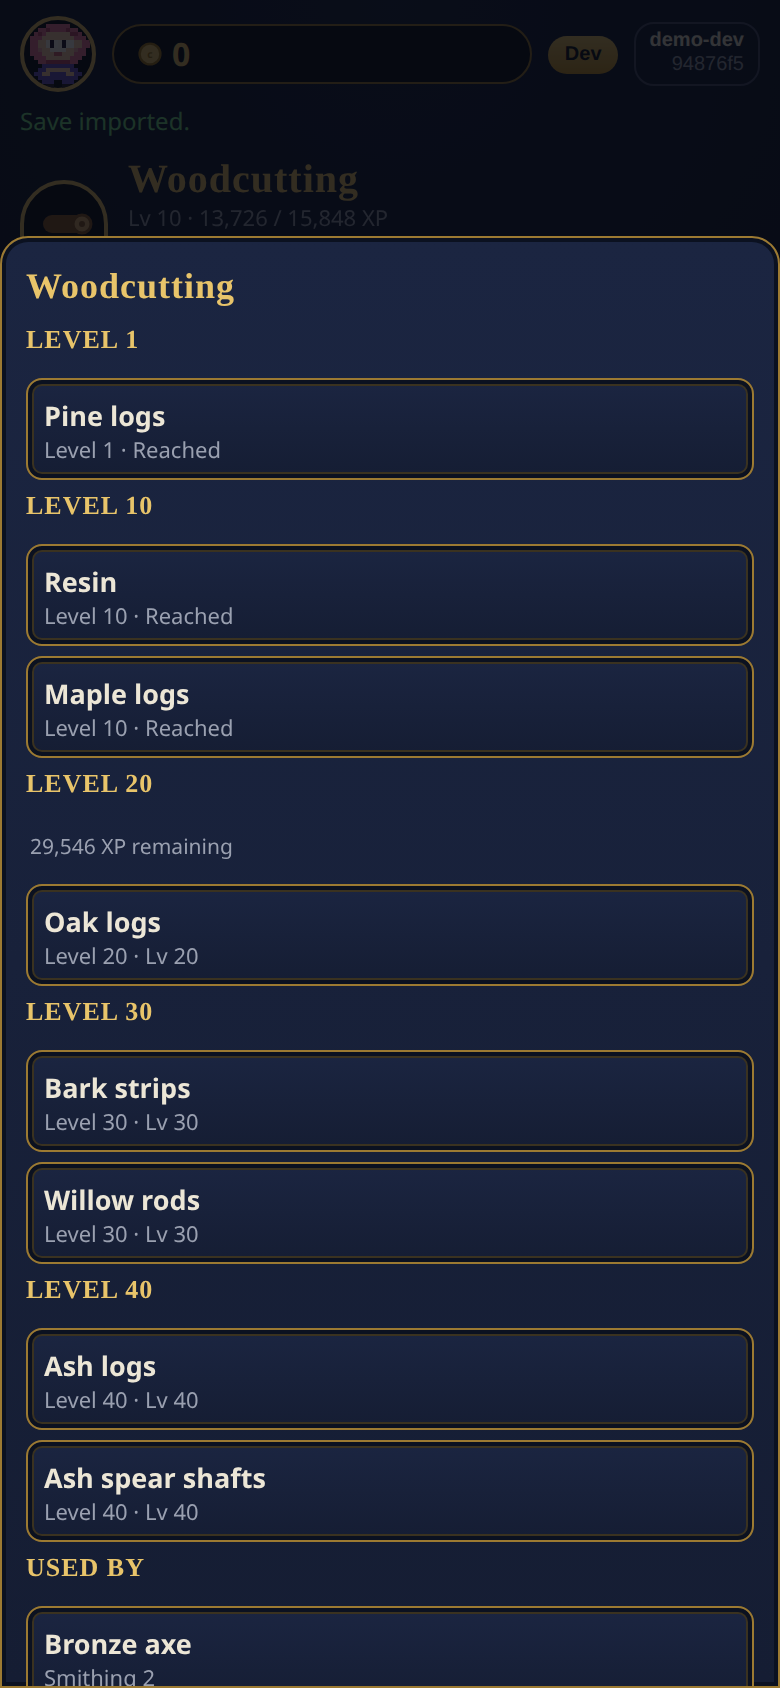 0
Dev
demo-dev
94876f5
Save imported.
Woodcutting
Lv 10 · 13,726 / 15,848 XP
Woodcutting
LEVEL 1
Pine logs
Level 1 · Reached
LEVEL 10
Resin
Level 10 · Reached
Maple logs
Level 10 · Reached
LEVEL 20
29,546 XP remaining
Oak logs
Level 20 · Lv 20
LEVEL 30
Bark strips
Level 30 · Lv 30
Willow rods
Level 30 · Lv 30
LEVEL 40
Ash logs
Level 40 · Lv 40
Ash spear shafts
Level 40 · Lv 40
USED BY
Bronze axe
Smithing 2